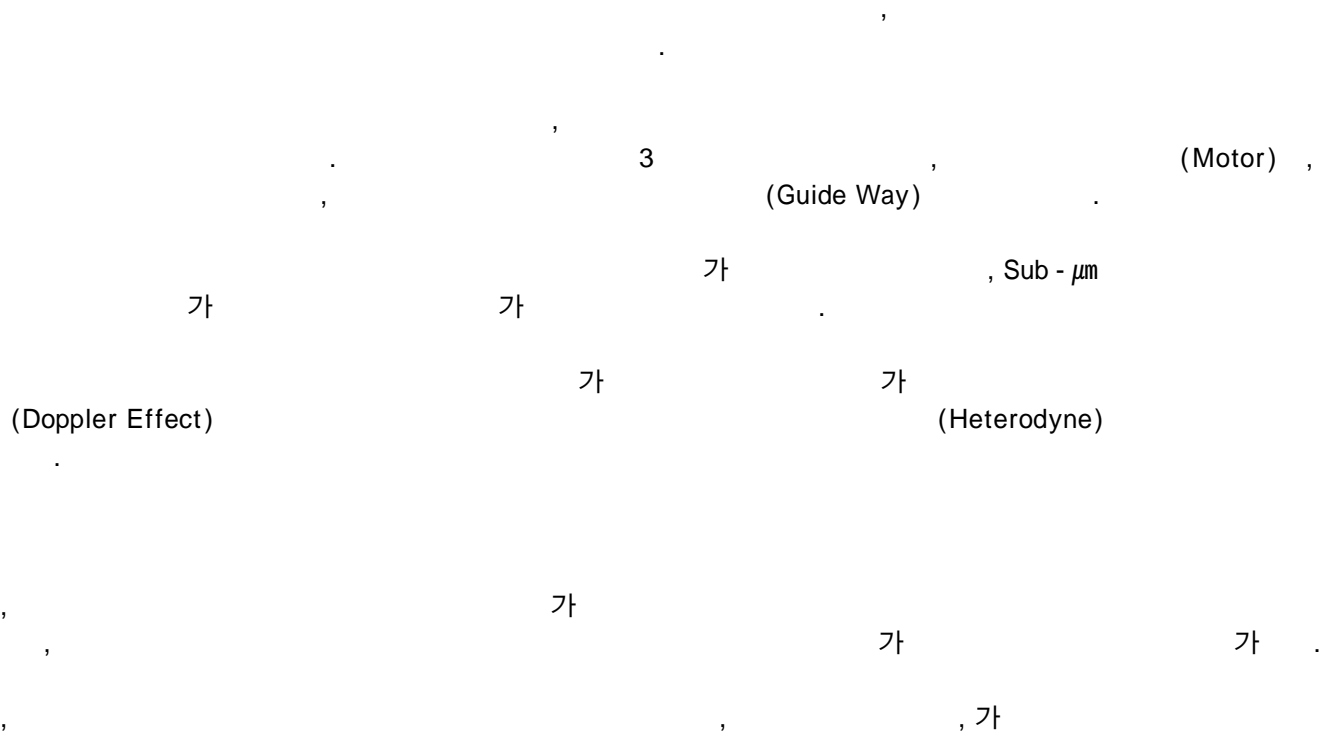 ,
.
,
. 3 , (Motor) ,
, (Guide Way) .
가 , Sub - μm
가 가 .
가 가
(Doppler Effect) (Heterodyne)
.
, 가
, 가 가 .
, , , 가